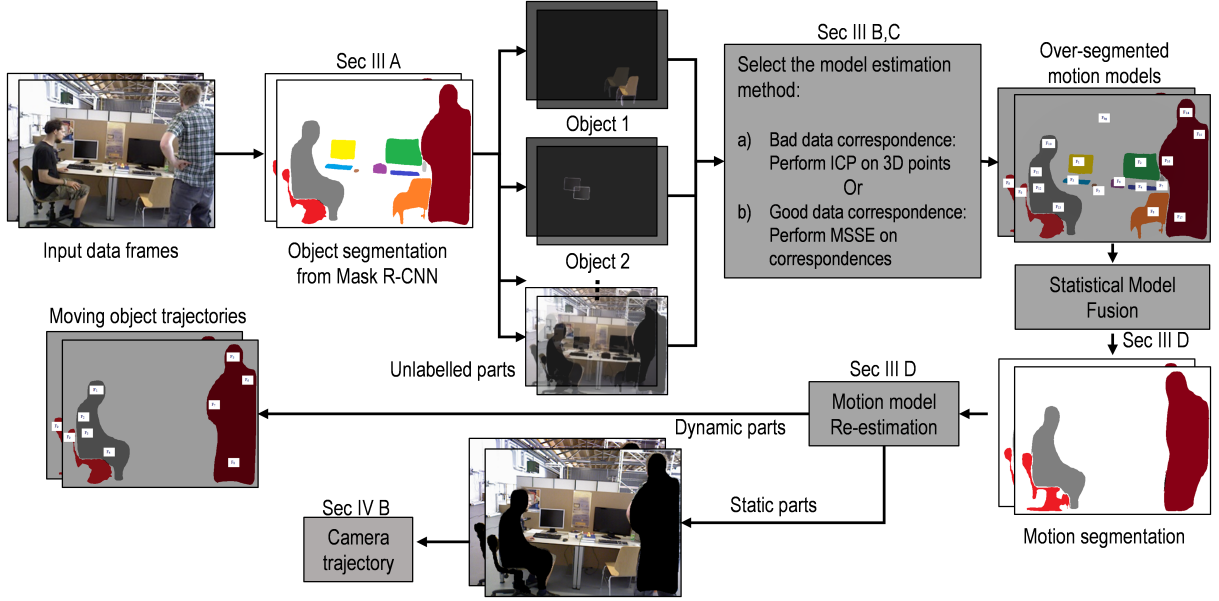 Sec III A
Input data frames
Object segmentation
from Mask R-CNN
Object 1
Object 2
Unlabelled parts
Sec III B,C
Select the model estimation
method:
a) Bad data correspondence:
Perform ICP on 3D points
Or
b) Good data correspondence:
Perform MSSE on
correspondences
Over-segmented
motion models
Statistical Model
Fusion
Sec III D
Motion segmentation
Sec III D
Motion model
Re-estimation
Dynamic parts
Static parts
Moving object trajectories
Sec IV B
Camera
trajectory